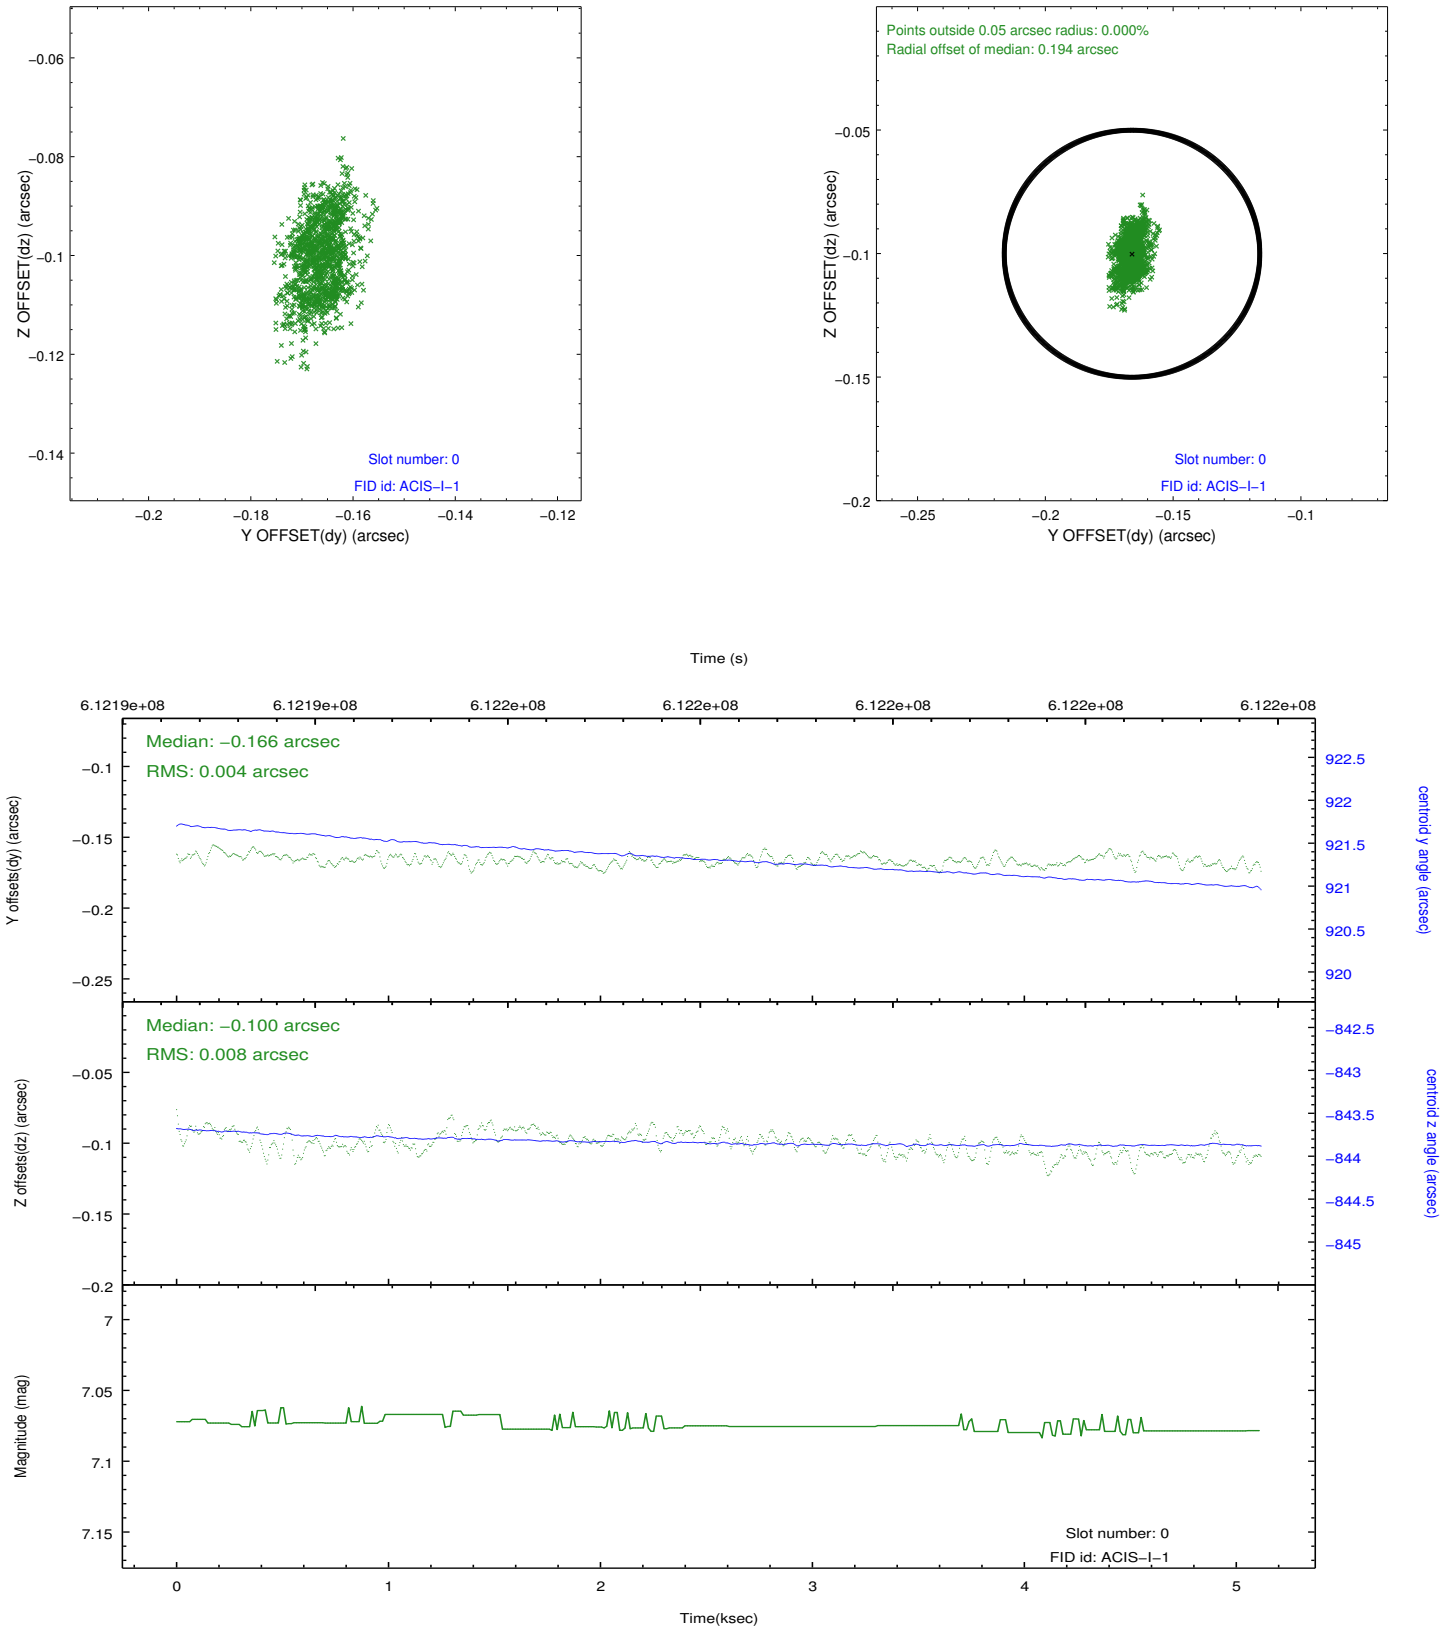 −0.06
−0.08
−0.1
−0.12
−0.14
Z OFFSET(dz) (arcsec)
Slot number: 0
FID id: ACIS−I−1
−0.2
−0.18
−0.16
−0.14
−0.12
Y OFFSET(dy) (arcsec)
Points outside 0.05 arcsec radius: 0.000%
Radial offset of median: 0.194 arcsec
−0.05
−0.1
−0.15
−0.2
Z OFFSET(dz) (arcsec)
Slot number: 0
FID id: ACIS−I−1
−0.25
−0.2
−0.15
−0.1
Y OFFSET(dy) (arcsec)
Time (s)
6.1219e+08
6.1219e+08
6.122e+08
6.122e+08
6.122e+08
6.122e+08
6.122e+08
Median: −0.166 arcsec
RMS: 0.004 arcsec
−0.1
−0.15
−0.2
−0.25
Y offsets(dy) (arcsec)
922.5
922
921.5
921
920.5
920
centroid y angle (arcsec)
Median: −0.100 arcsec
RMS: 0.008 arcsec
−0.05
−0.1
−0.15
−0.2
Z offsets(dz) (arcsec)
−842.5
−843
−843.5
−844
−844.5
−845
centroid z angle (arcsec)
7
7.05
7.1
7.15
Magnitude (mag)
Slot number: 0
FID id: ACIS−I−1
0
1
2
3
4
5
Time(ksec)